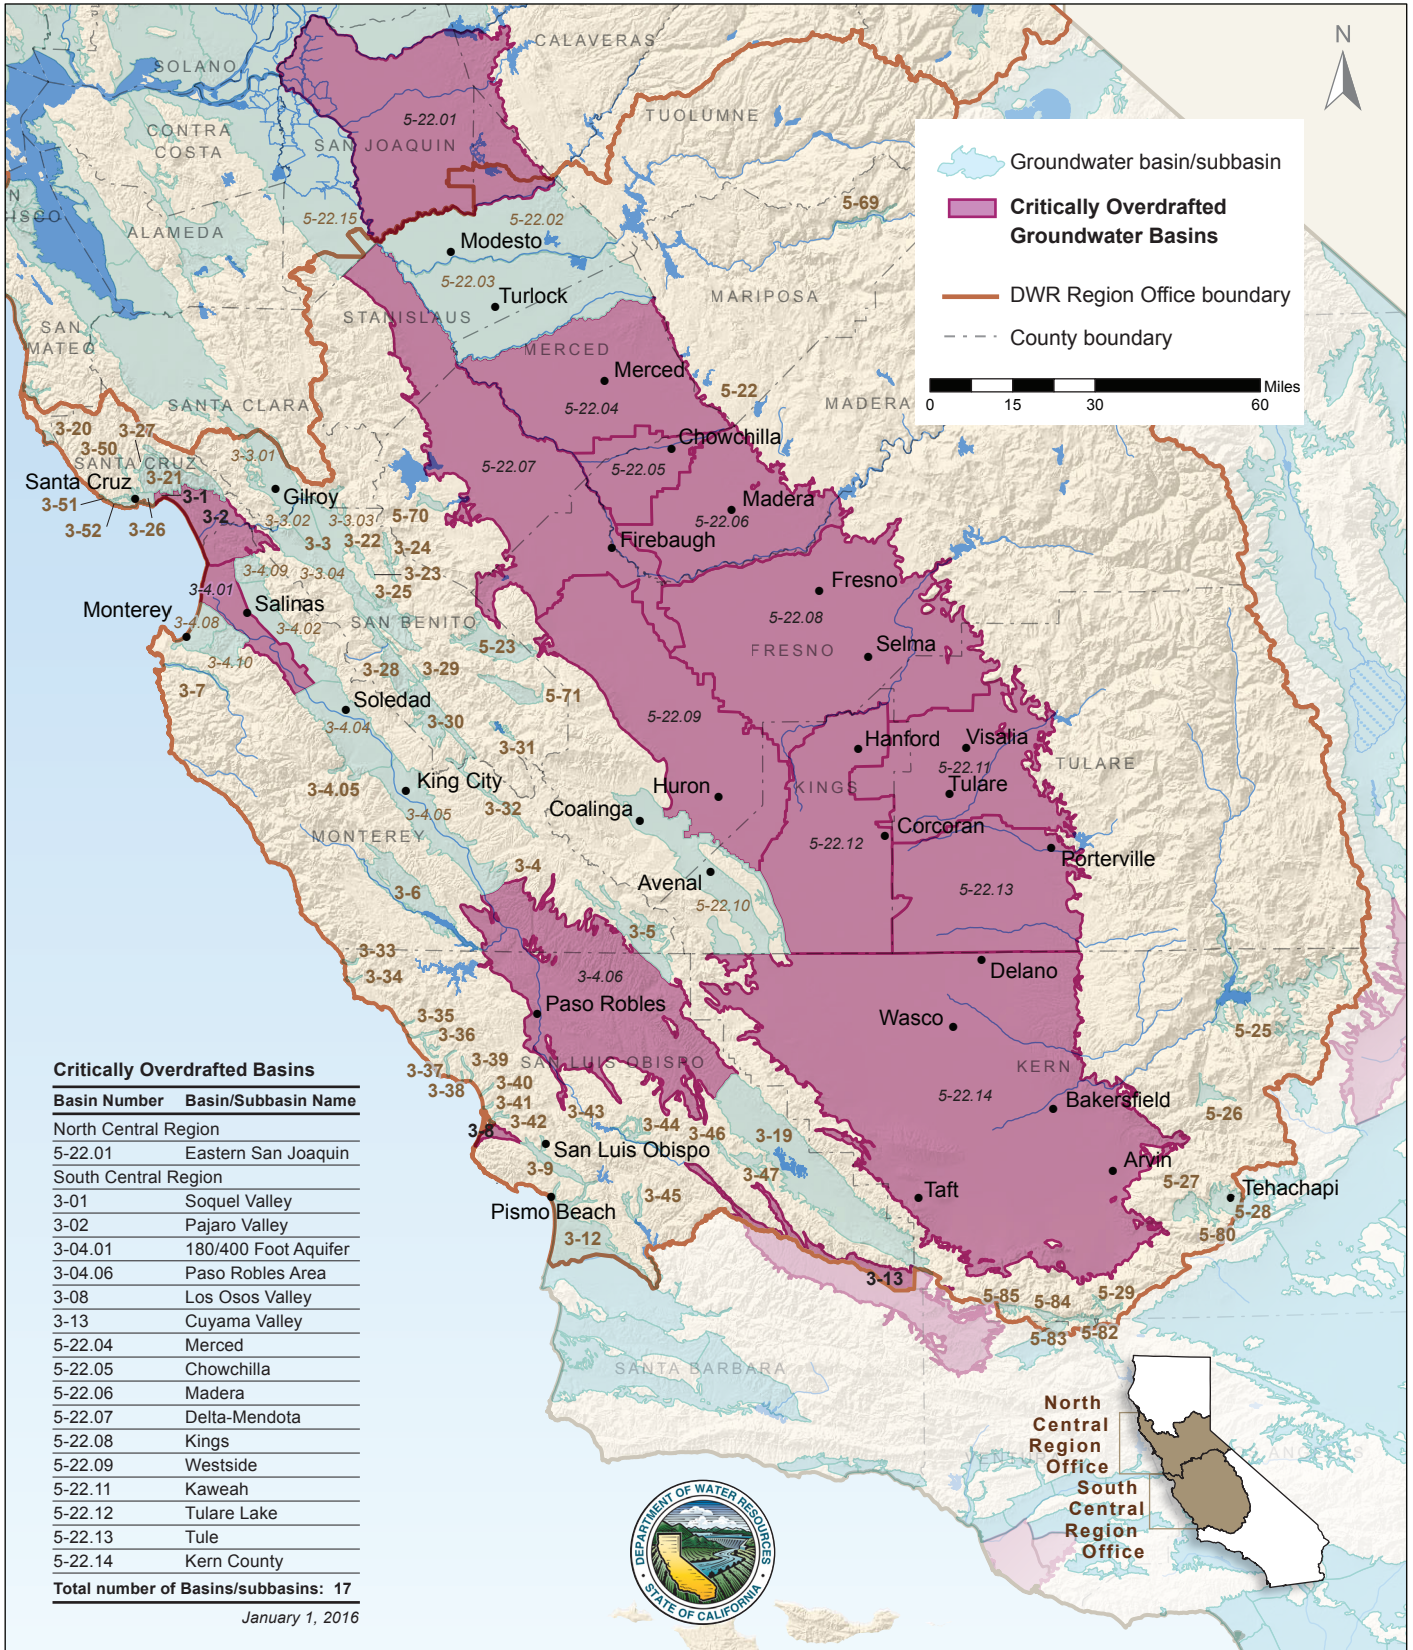 N
CALAVERAS
SOLANO
TUOLUMNE
5-22.01
CONTRA
COSTA
SAN JOAQUIN
Groundwater basin/subbasin
Critically Overdrafted
Groundwater Basins
DWR Region Office boundary
County boundary
Miles
0 15 30 60
N
ISCO
ALAMEDA
5-22.15
5-22.02
5-69
Modesto
5-22.03
Turlock
MARIPOSA
STANISLAUS
SAN
MATEO
MERCED
Merced
5-22.04
5-22
MADERA
SANTA CLARA
3-20
3-27
3-50
3-3.01
Chowchilla
5-22.07
5-22.05
SANTA CRUZ
3-21
Santa Cruz
3-1
Gilroy
Madera
3-51
3-2
3-52
3-26
3-3.02
3-3.03
5-70
5-22.06
3-3
3-22
3-24
Firebaugh
3-4.09
3-3.04
3-23
3-25
Fresno
3-4.01
Salinas
Monterey
3-4.08
3-4.02
SAN BENITO
5-22.08
5-23
FRESNO
Selma
3-4.10
3-28
3-29
3-7
5-71
Soledad
3-4.04
3-30
5-22.09
Hanford
Visalia
3-31
5-22.11
TULARE
King City
3-4.05
Huron
KINGS
Tulare
3-4.05
3-32
Coalinga
Corcoran
MONTEREY
5-22.12
Porterville
3-4
Avenal
5-22.13
3-6
5-22.10
3-5
3-33
3-34
3-4.06
Delano
Paso Robles
Wasco
3-35
3-36
5-25
3-39
SAN LUIS OBISPO
KERN
3-37
3-38
3-40
3-41
3-42
3-43
5-22.14
Bakersfield
5-26
3-44
3-46
3-19
3-8
San Luis Obispo
3-9
3-47
Arvin
3-45
Taft
5-27
Tehachapi
5-28
Pismo Beach
5-80
3-12
3-13
5-85
5-84
5-29
5-83
5-82
SANTA BARBARA
VENTURA
LOS ANGELES
Critically Overdrafted Basins
Basin Number Basin/Subbasin Name
North Central Region
5-22.01 Eastern San Joaquin
South Central Region
3-01 Soquel Valley
3-02 Pajaro Valley
3-04.01 180/400 Foot Aquifer
3-04.06 Paso Robles Area
3-08 Los Osos Valley
3-13 Cuyama Valley
5-22.04 Merced
5-22.05 Chowchilla
5-22.06 Madera
5-22.07 Delta-Mendota
5-22.08 Kings
5-22.09 Westside
5-22.11 Kaweah
5-22.12 Tulare Lake
5-22.13 Tule
5-22.14 Kern County
Total number of Basins/subbasins: 17
January 1, 2016
DEPARTMENT OF WATER RESOURCES
STATE OF CALIFORNIA
North
Central
Region
Office
South
Central
Region
Office